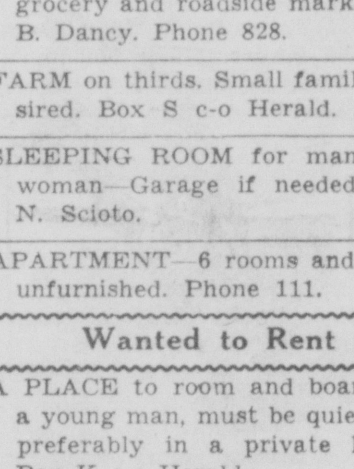 grocery and roadside mark
B. Dancy. Phone 828.
FARM on thirds. Small famil
sired. Box S c-o Herald.
SLEEPING ROOM for man
woman—Garage if needed
N. Scioto.
APARTMENT—6 rooms and
unfurnished. Phone 111.
Wanted to Rent
A PLACE to room and boar
a young man, must be quie
preferably in a private